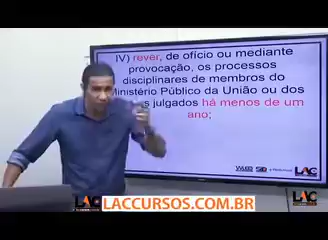 IV) rever, de ofício ou mediante
provocação, os processos
disciplinares de membros do
Ministério Público da União ou dos
julgados há menos de um
ano;
LAC
LAC
LACCURSOS.COM.BR